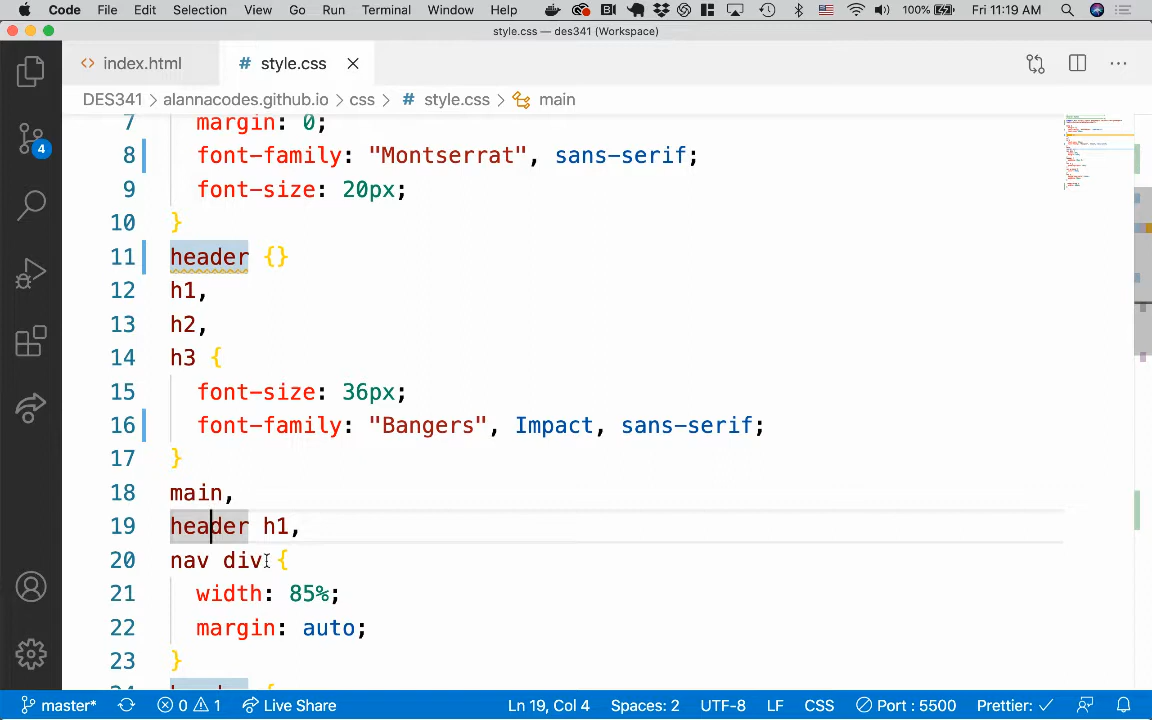 Code File Edit Selection View Go Run Terminal Window Help 100% Fri 11:19 AM
style.css — des341 (Workspace)
<> index.html # style.css ×
DES341 > alannacodes.github.io > css > # style.css > main
7 margin: 0;
8 font-family: "Montserrat", sans-serif;
9 font-size: 20px;
10 }
11 header {}
12 h1,
13 h2,
14 h3 {
15 font-size: 36px;
16 font-family: "Bangers", Impact, sans-serif;
17 }
18 main,
19 header h1,
20 nav div {
21 width: 85%;
22 margin: auto;
23 }
4
master* 0 1 Live Share Ln 19, Col 4 Spaces: 2 UTF-8 LF CSS Port : 5500 Prettier: ✓